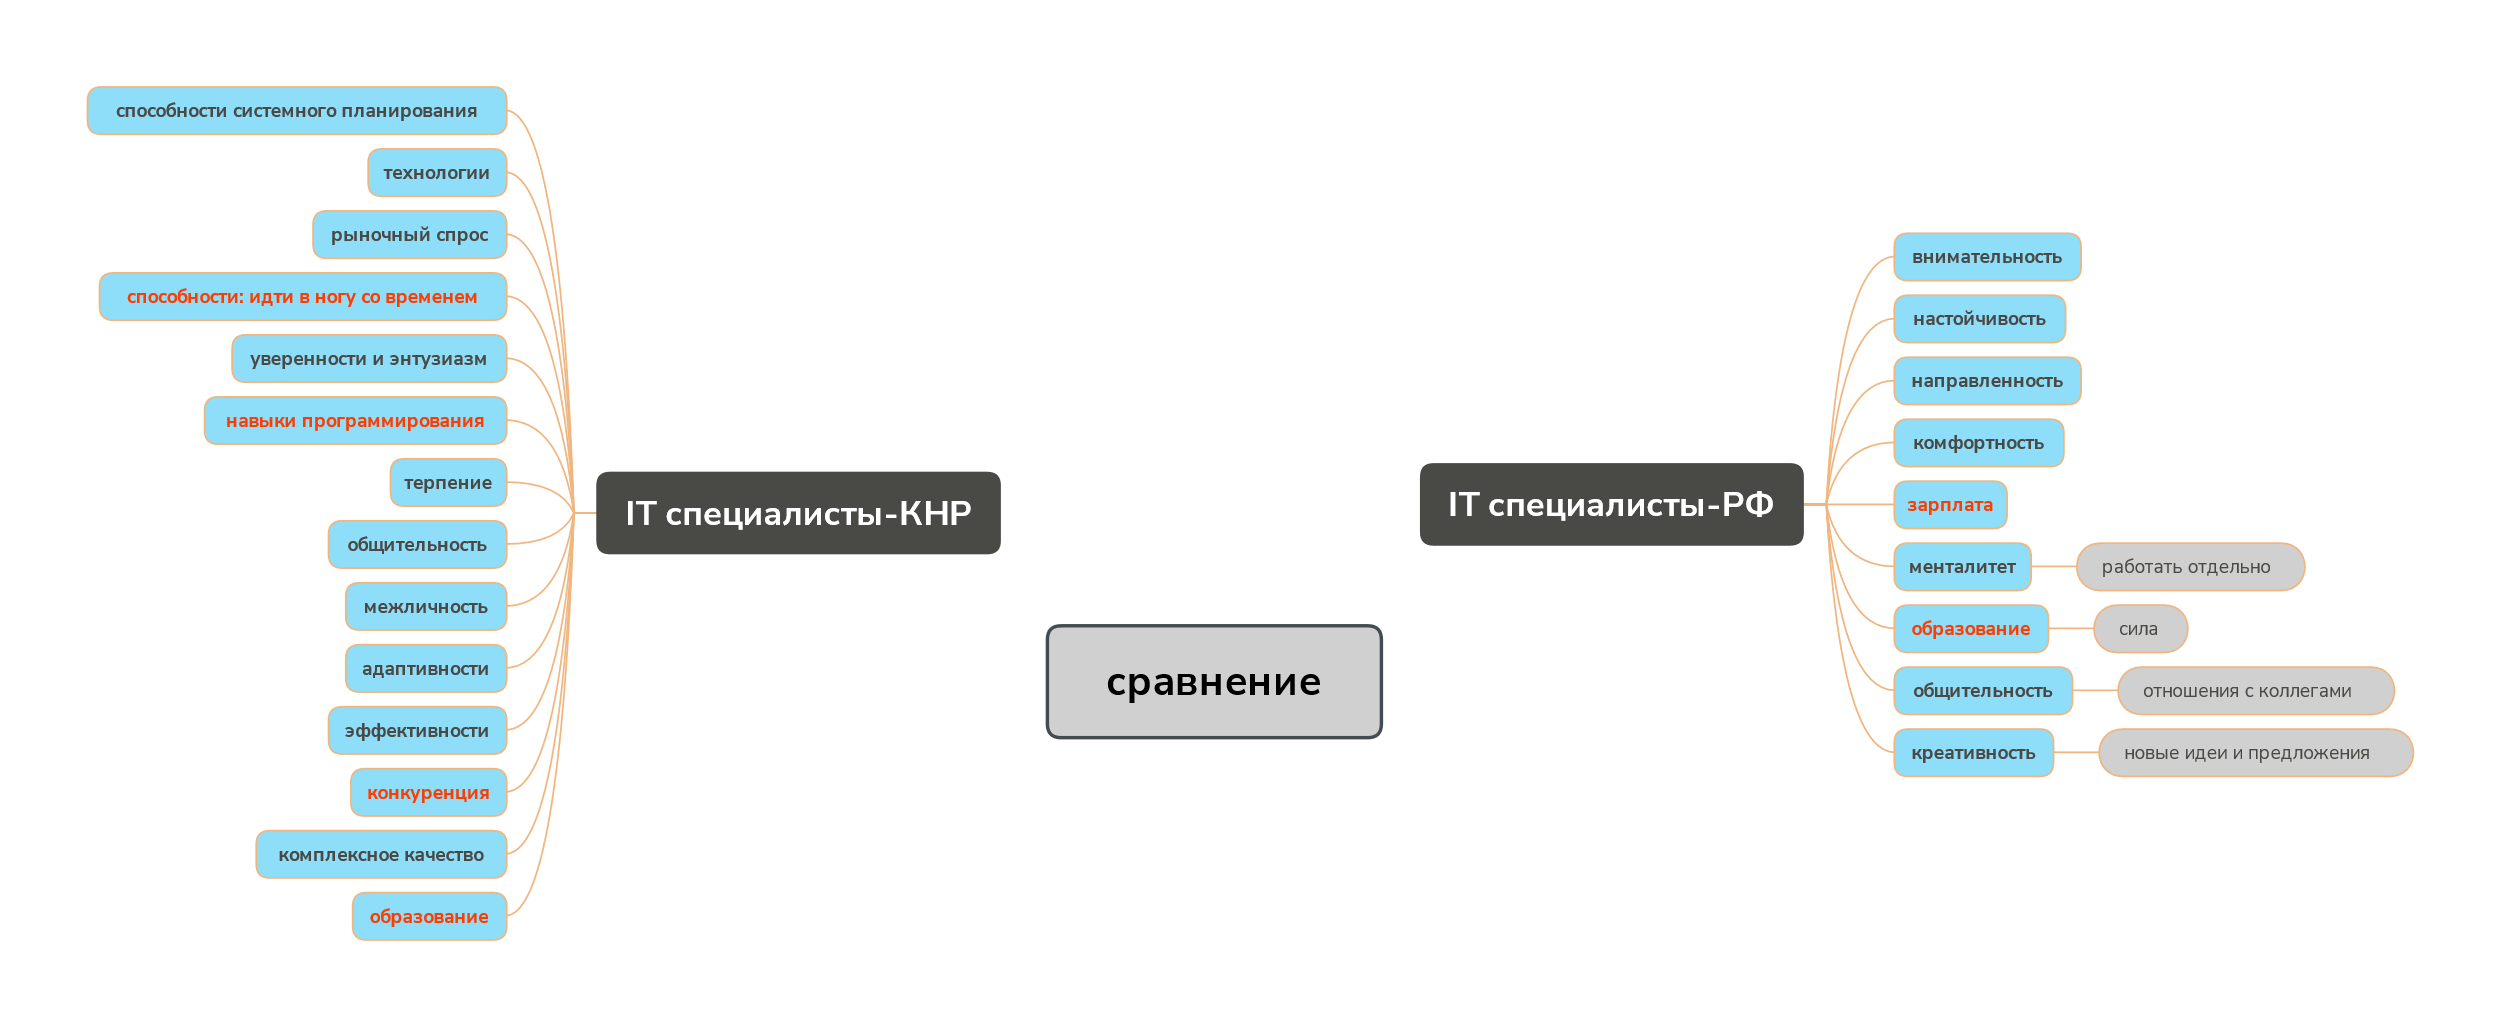 способности системного планирования
технологии
рыночный спрос
способности: идти в ногу со временем
уверенности и энтузиазм
навыки программирования
терпение
общительность
межличность
адаптивности
эффективности
конкуренция
комплексное качество
образование
IT специалисты-КНР
сравнение
IT специалисты-РФ
внимательность
настойчивость
направленность
комфортность
зарплата
менталитет
работать отдельно
образование
сила
общительность
отношения с коллегами
креативность
новые идеи и предложения